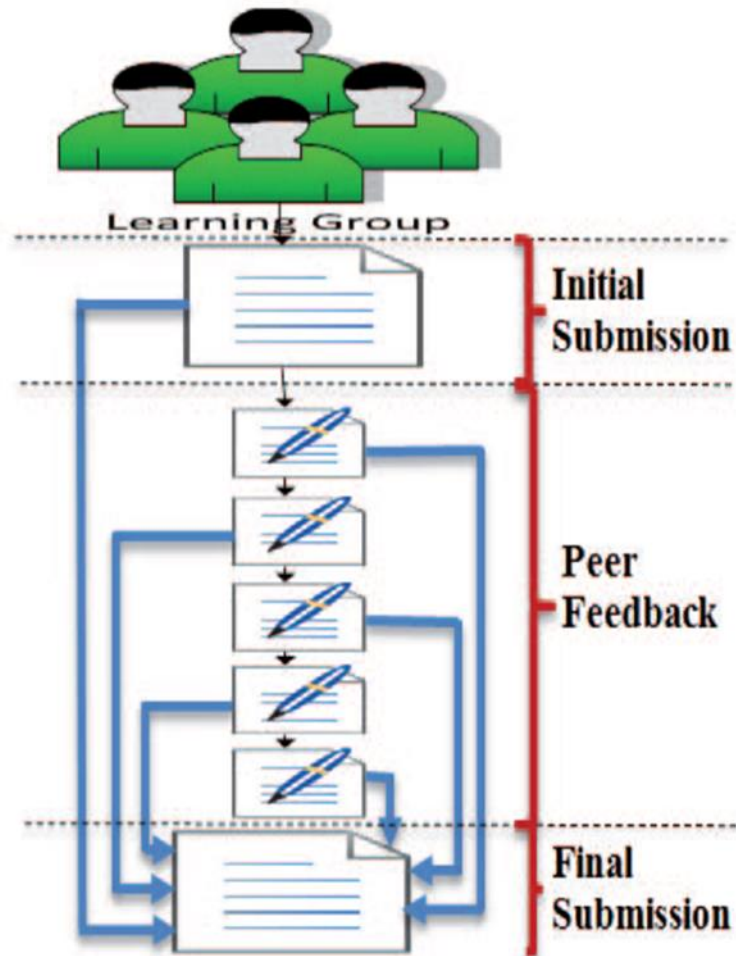 Learning Group
Initial
Submission
Peer
Feedback
Final
Submission